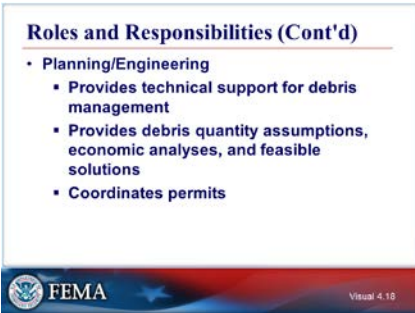 Roles and Responsibilities (Cont'd)
• Planning/Engineering
▪ Provides technical support for debris
management
▪ Provides debris quantity assumptions,
economic analyses, and feasible
solutions
▪ Coordinates permits
FEMA
Visual 4.18